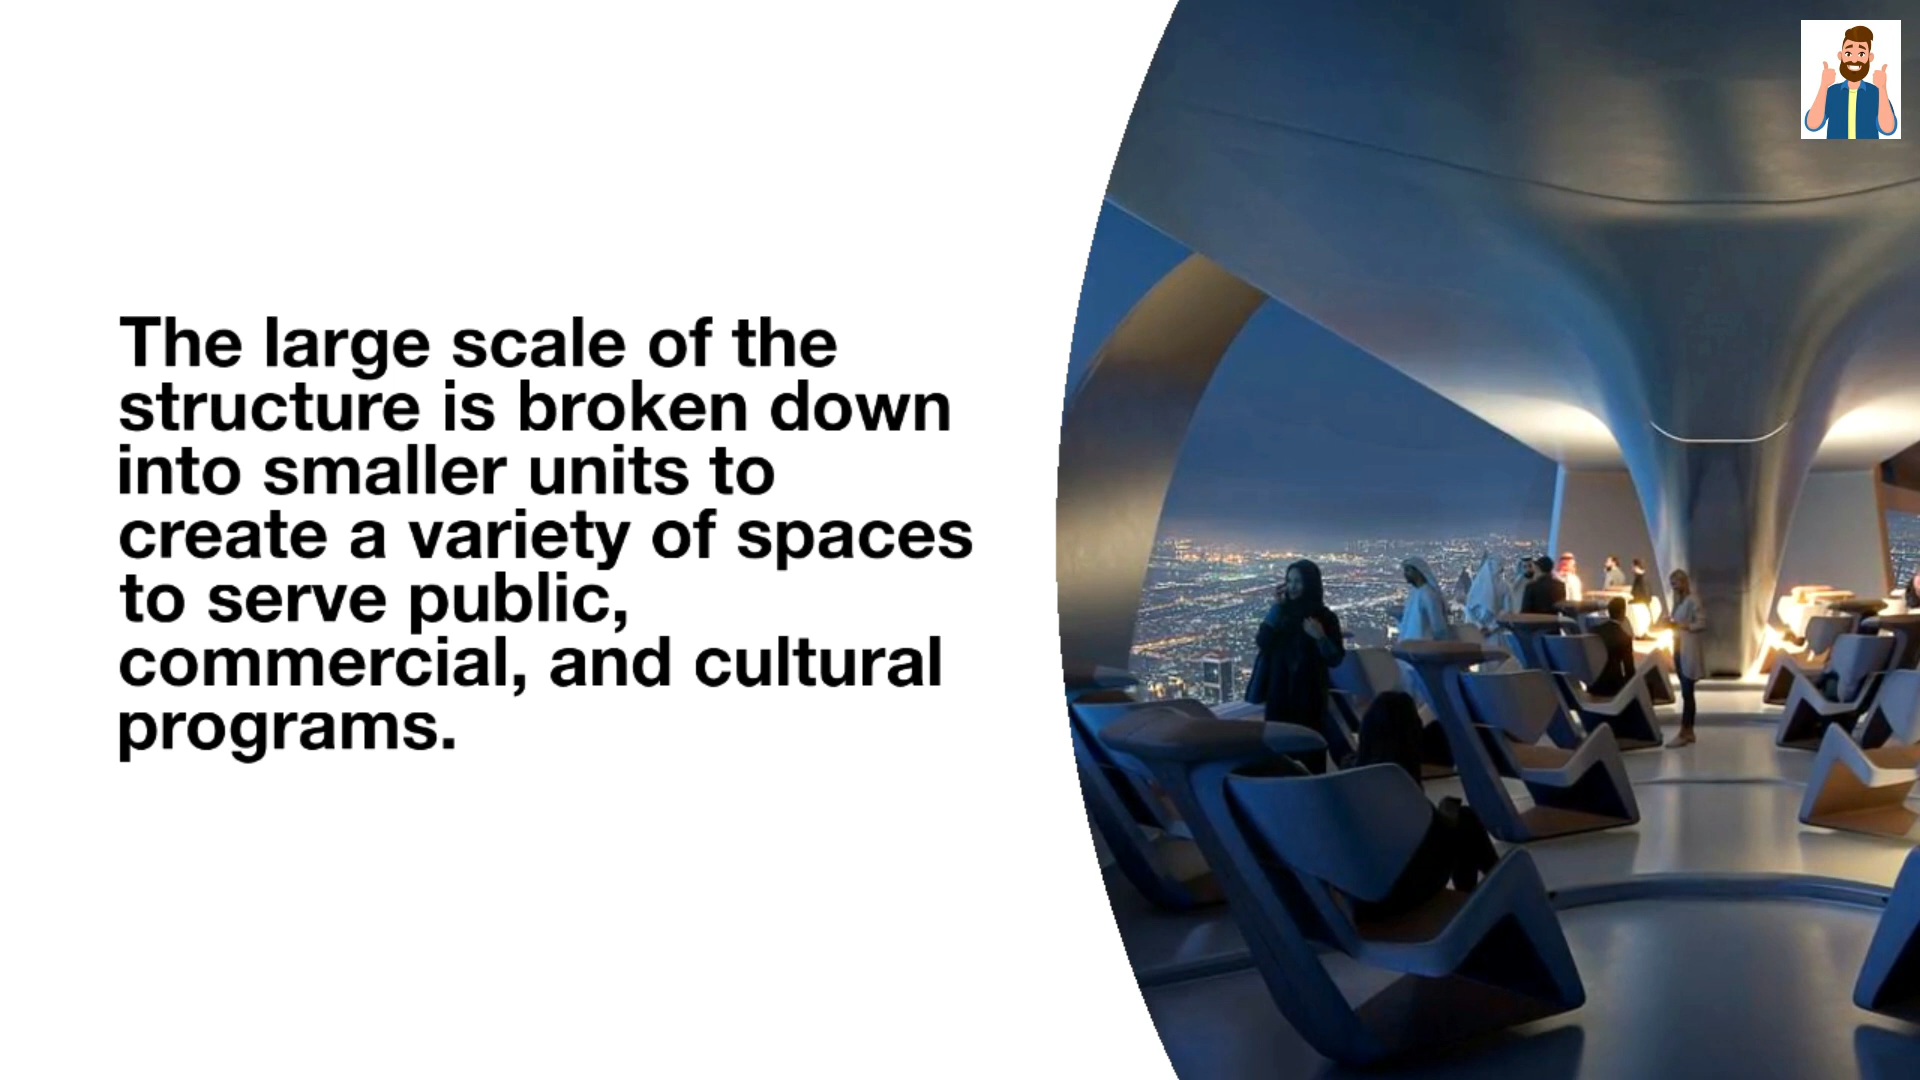 The large scale of the
structure is broken down
into smaller units to
create a variety of spaces
to serve public,
commercial, and cultural
programs.